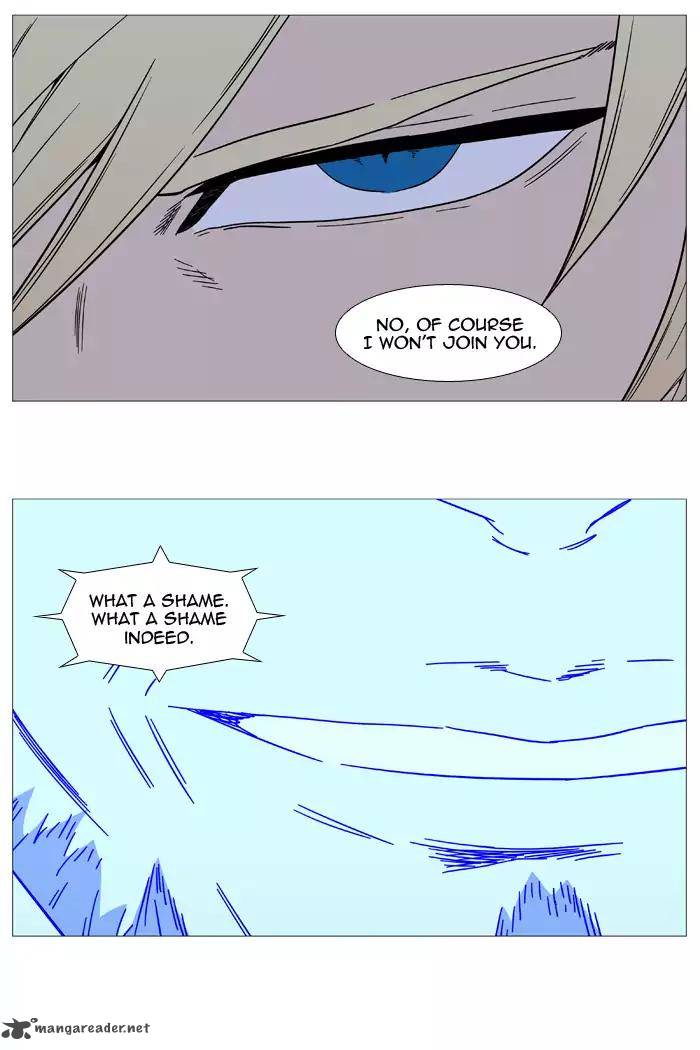 NO, OF COURSE
I WON'T JOIN YOU.
WHAT A SHAME.
WHAT A SHAME
INDEED.
mangareader.net